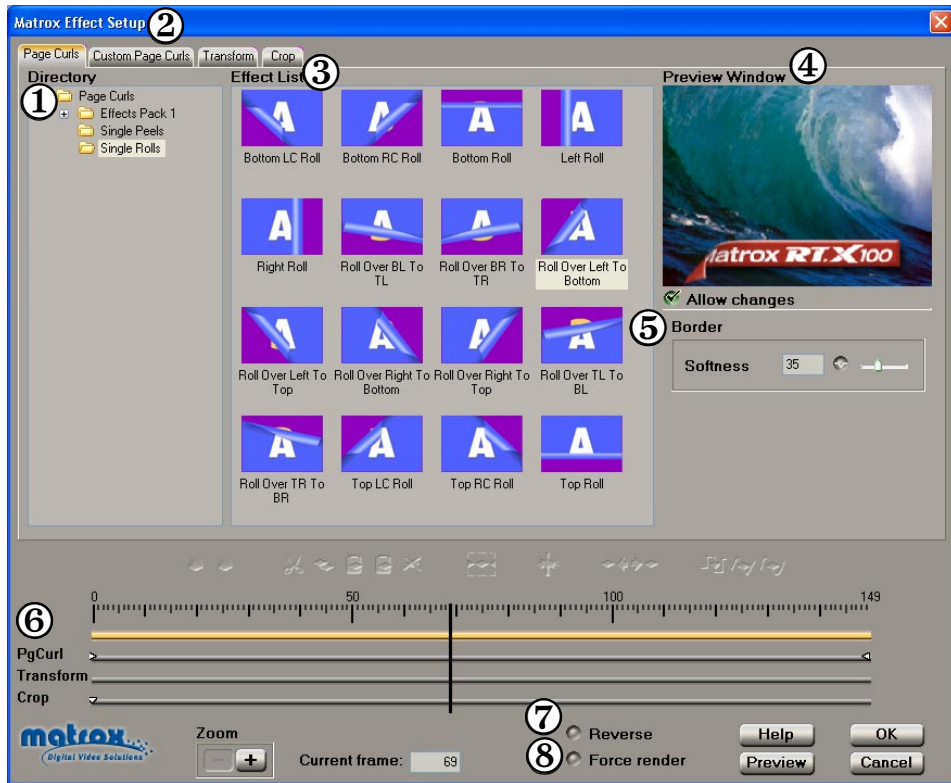 Matrox Effect Setup
2
Page Curls Custom Page Curls Transform Crop
Directory
1
Page Curls
Effects Pack 1
Single Peels
Single Rolls
Effect List
3
A
Bottom LC Roll
A
Bottom RC Roll
A
Bottom Roll
A
Left Roll
A
Right Roll
Roll Over BL To
TL
Roll Over BR To
TR
A
Roll Over Left To
Bottom
A
Roll Over Left To
Top
A
Roll Over Right To
Bottom
A
Roll Over Right To
Top
Roll Over TL To
BL
A
Roll Over TR To
BR
A
Top LC Roll
A
Top RC Roll
A
Top Roll
Preview Window
4
Matrox RT.X100
Allow changes
5
Border
Softness 35
0 50 100 149
6
PgCurl
Transform
Crop
matrox
Digital Video Solutions
Zoom
- +
Current frame: 69
7
Reverse
8
Force render
Help OK
Preview Cancel